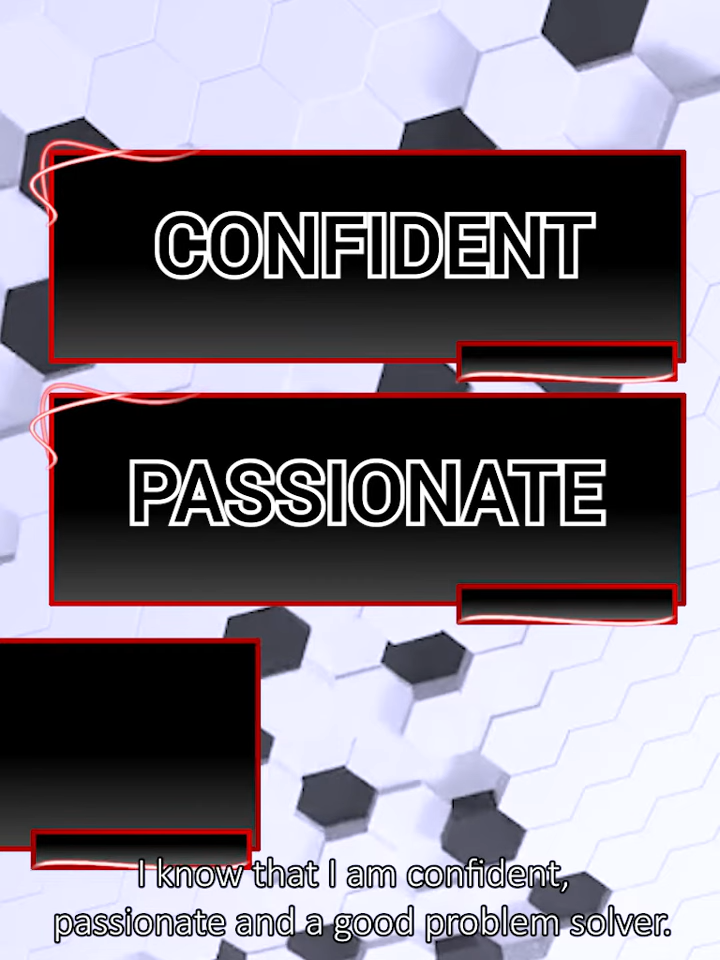 CONFIDENT
PASSIONATE
I know that I am confident,
passionate and a good problem solver.